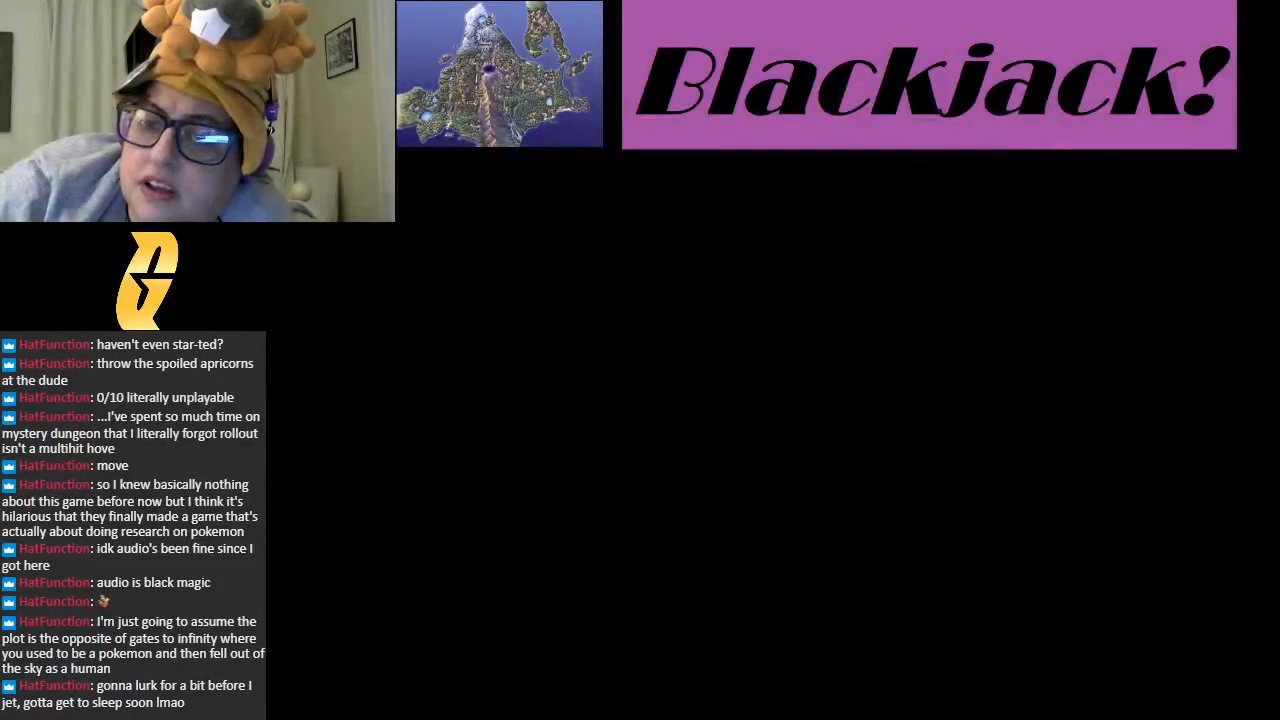 Blackjack!
G
HatFunction: haven't even star-ted?
HatFunction: throw the spoiled apricorns
at the dude
HatFunction: 0/10 literally unplayable
HatFunction: ...I've spent so much time on
mystery dungeon that I literally forgot rollout
isn't a multihit hove
HatFunction: move
HatFunction: so I knew basically nothing
about this game before now but I think it's
hilarious that they finally made a game that's
actually about doing research on pokemon
HatFunction: idk audio's been fine since I
got here
HatFunction: audio is black magic
HatFunction:
HatFunction: I'm just going to assume the
plot is the opposite of gates to infinity where
you used to be a pokemon and then fell out of
the sky as a human
HatFunction: gonna lurk for a bit before I
jet, gotta get to sleep soon lmao